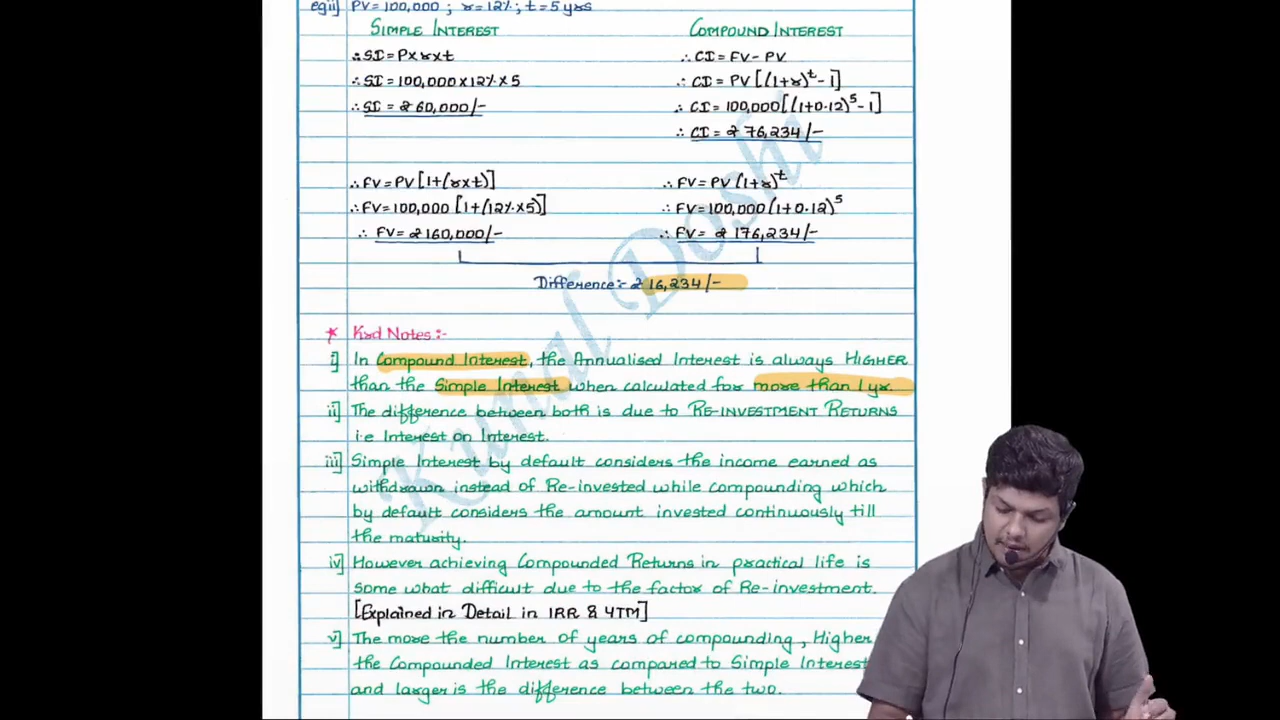 egii] PV = 100,000 ; r = 12% ; t = 5 yrs
SIMPLE INTEREST
∴ SI = P x r x t
∴ SI = 100,000 x 12% x 5
∴ SI = ₹ 60,000/-
COMPOUND INTEREST
∴ CI = FV - PV
∴ CI = PV [(1+r)^t - 1]
∴ CI = 100,000 [(1+0.12)^5 - 1]
∴ CI = ₹ 76,234/-
∴ FV = PV [1+(r x t)]
∴ FV = 100,000 [1+(12% x 5)]
∴ FV = ₹ 160,000/-
∴ FV = PV (1+r)^t
∴ FV = 100,000 (1+0.12)^5
∴ FV = ₹ 176,234/-
Difference:- ₹ 16,234/-
* Krd Notes:-
i] In Compound Interest, the Annualised Interest is always HIGHER
than the Simple Interest when calculated for more than 1 yr.
ii] The difference between both is due to RE-INVESTMENT RETURNS
i.e Interest on Interest.
iii] Simple Interest by default considers the income earned as
withdrawn instead of Re-invested while compounding which
by default considers the amount invested continuously till
the maturity.
iv] However achieving Compounded Returns in practical life is
some what difficult due to the factor of Re-investment.
[Explained in Detail in IRR & YTM]
v] The more the number of years of compounding, Higher
the Compounded Interest as compared to Simple Interest
and larger is the difference between the two.
Kunal Doshi